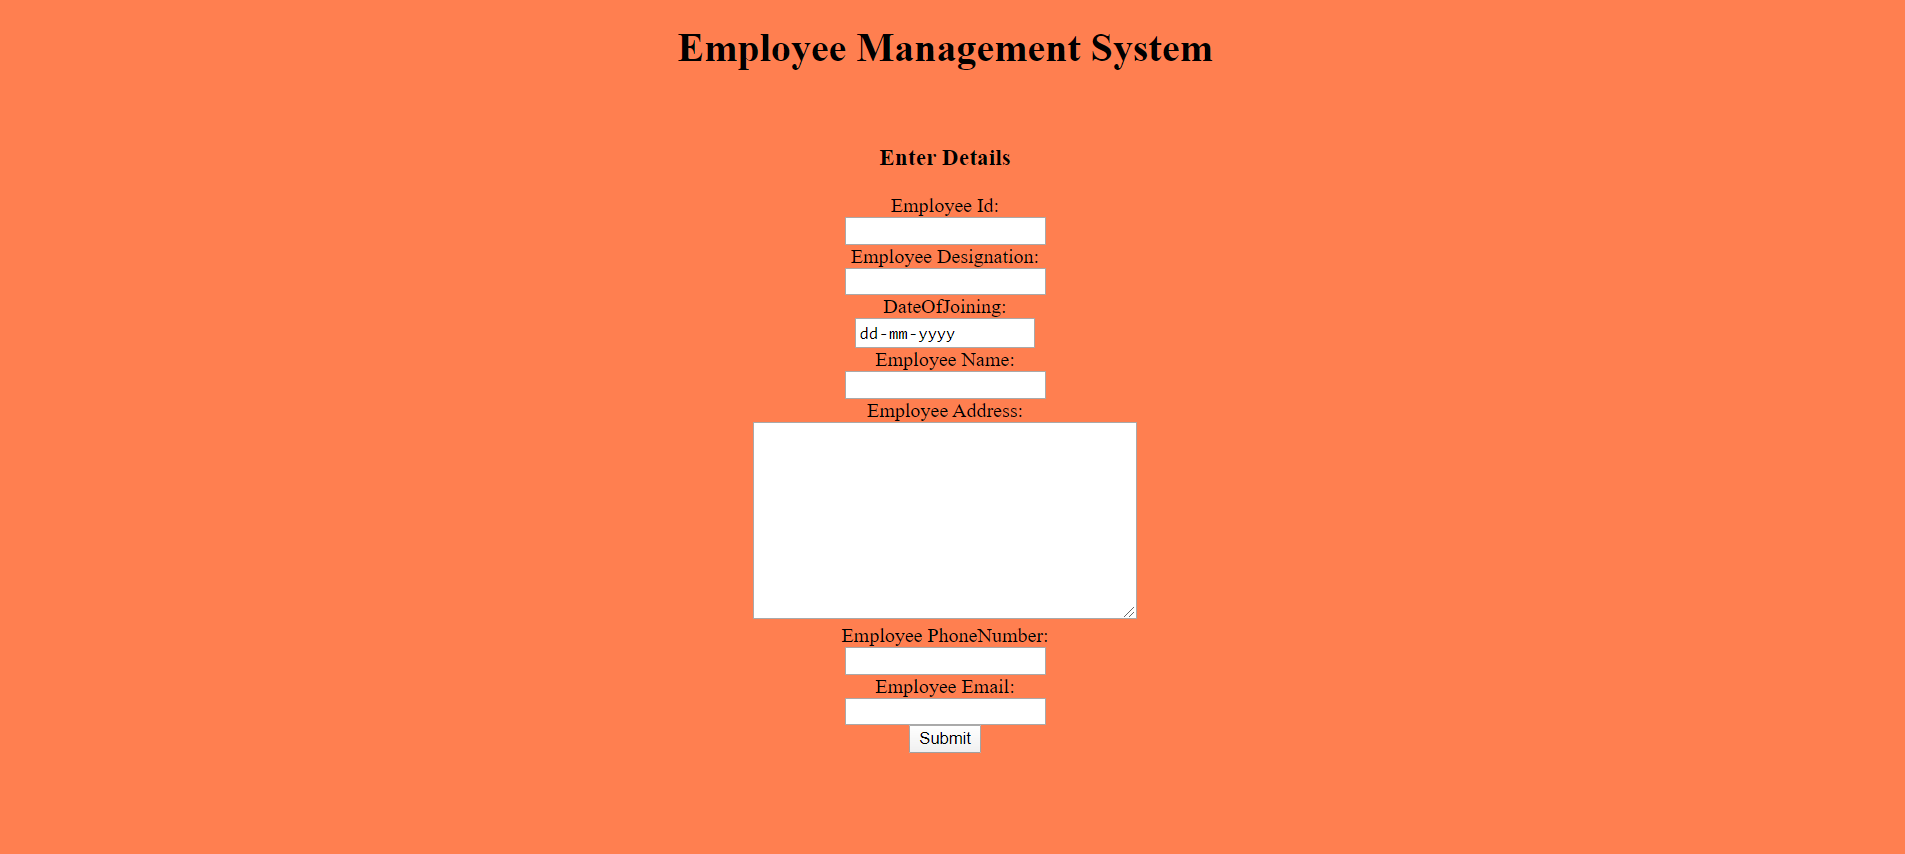 Employee Management System
Enter Details
Employee Id:
Employee Designation:
DateOfJoining:
dd-mm-yyyy
Employee Name:
Employee Address:
Employee PhoneNumber:
Employee Email:
Submit